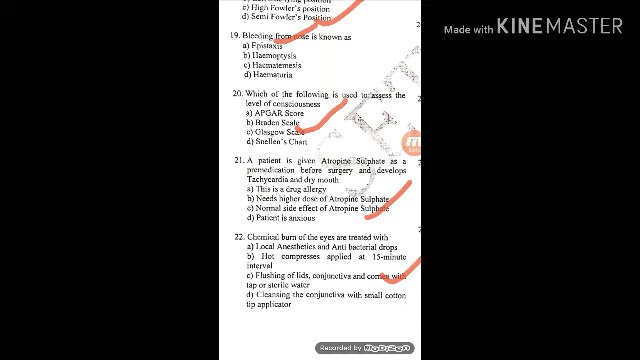 b) Left side lying position
c) High Fowler's position
d) Semi Fowler's Position
19. Bleeding from nose is known as
a) Epistaxis
b) Haemoptysis
c) Haematemesis
d) Haematuria
20. Which of the following is used to assess the
level of consciousness
a) APGAR Score
b) Braden Scale
c) Glasgow Scale
d) Snellen's Chart
21. A patient is given Atropine Sulphate as a
premedication before surgery and develops
Tachycardia and dry mouth
a) This is a drug allergy
b) Needs higher dose of Atropine Sulphate
c) Normal side effect of Atropine Sulphate
d) Patient is anxious
22. Chemical burn of the eyes are treated with
a) Local Anesthetics and Anti bacterial drops
b) Hot compresses applied at 15-minute
interval
c) Flushing of lids, conjunctiva and cornea with
tap or sterile water
d) Cleansing the conjunctiva with small cotton
tip applicator
SET
Made with KINEMASTER
Recorded by MobiZen